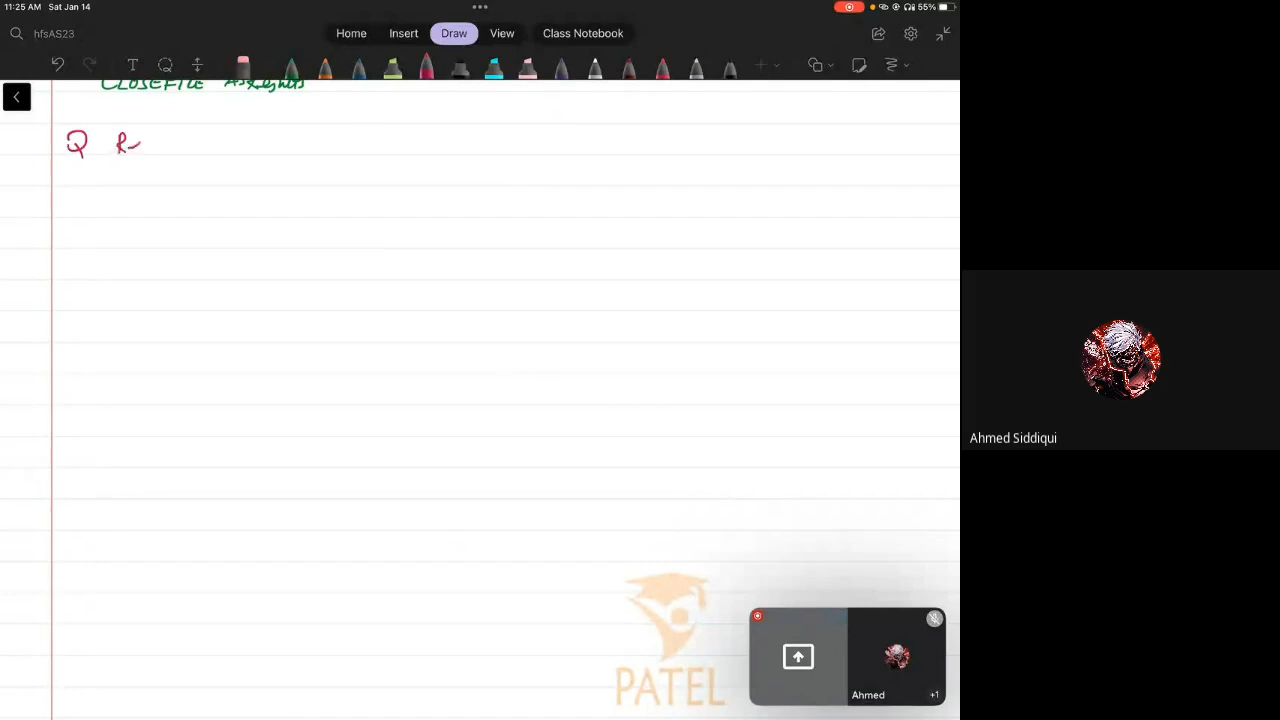 11:25 AM Sat Jan 14
55%
hfsAS23
Home Insert Draw View Class Notebook
CLOSEFILE
Q R
PATEL
Ahmed +1
Ahmed Siddiqui